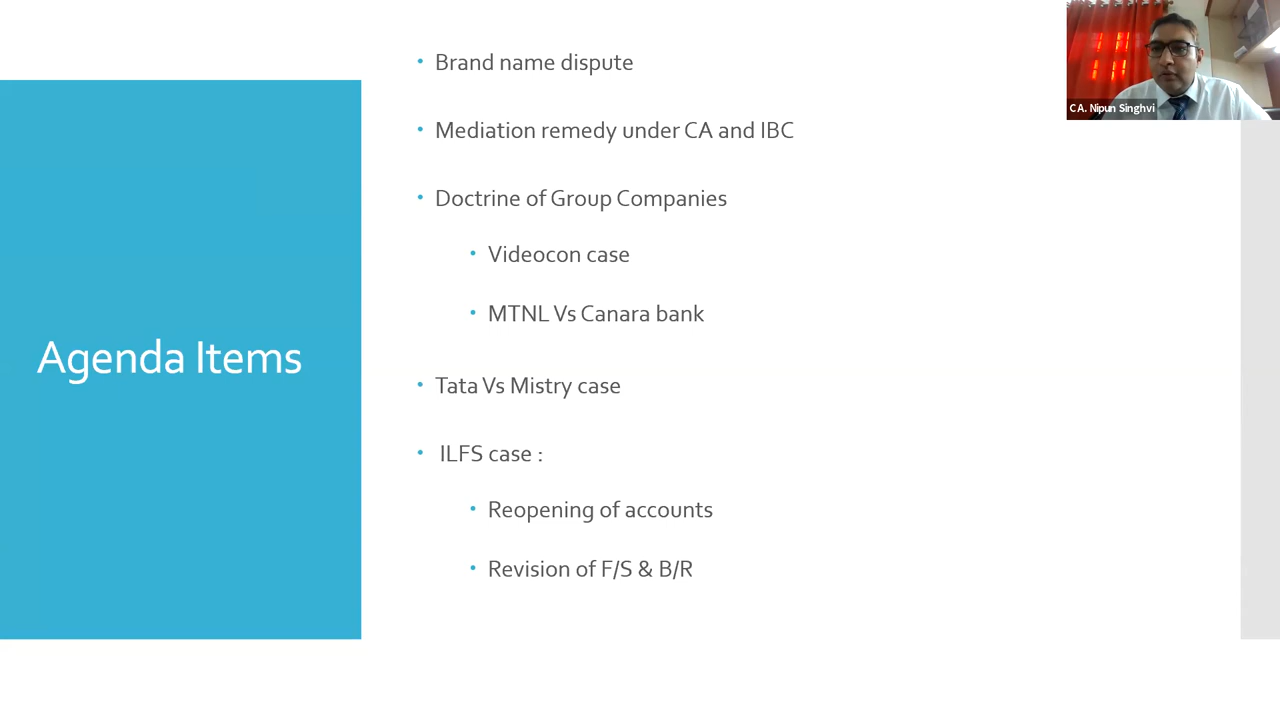 Agenda Items
Brand name dispute
Mediation remedy under CA and IBC
Doctrine of Group Companies
Videocon case
MTNL Vs Canara bank
Tata Vs Mistry case
ILFS case :
Reopening of accounts
Revision of F/S & B/R
CA. Nipun Singhvi